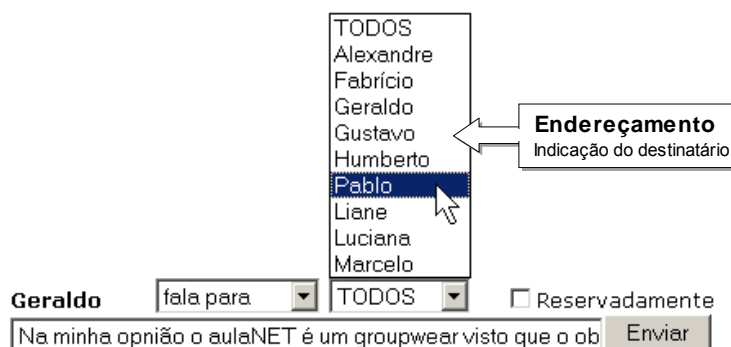 TODOS
Alexandre
Fabrício
Geraldo
Gustavo
Humberto
Pablo
Liane
Luciana
Marcelo
Endereçamento
Indicação do destinatário
Geraldo fala para TODOS Reservadamente
Na minha opnião o aulaNET é um groupwear visto que o ob Enviar